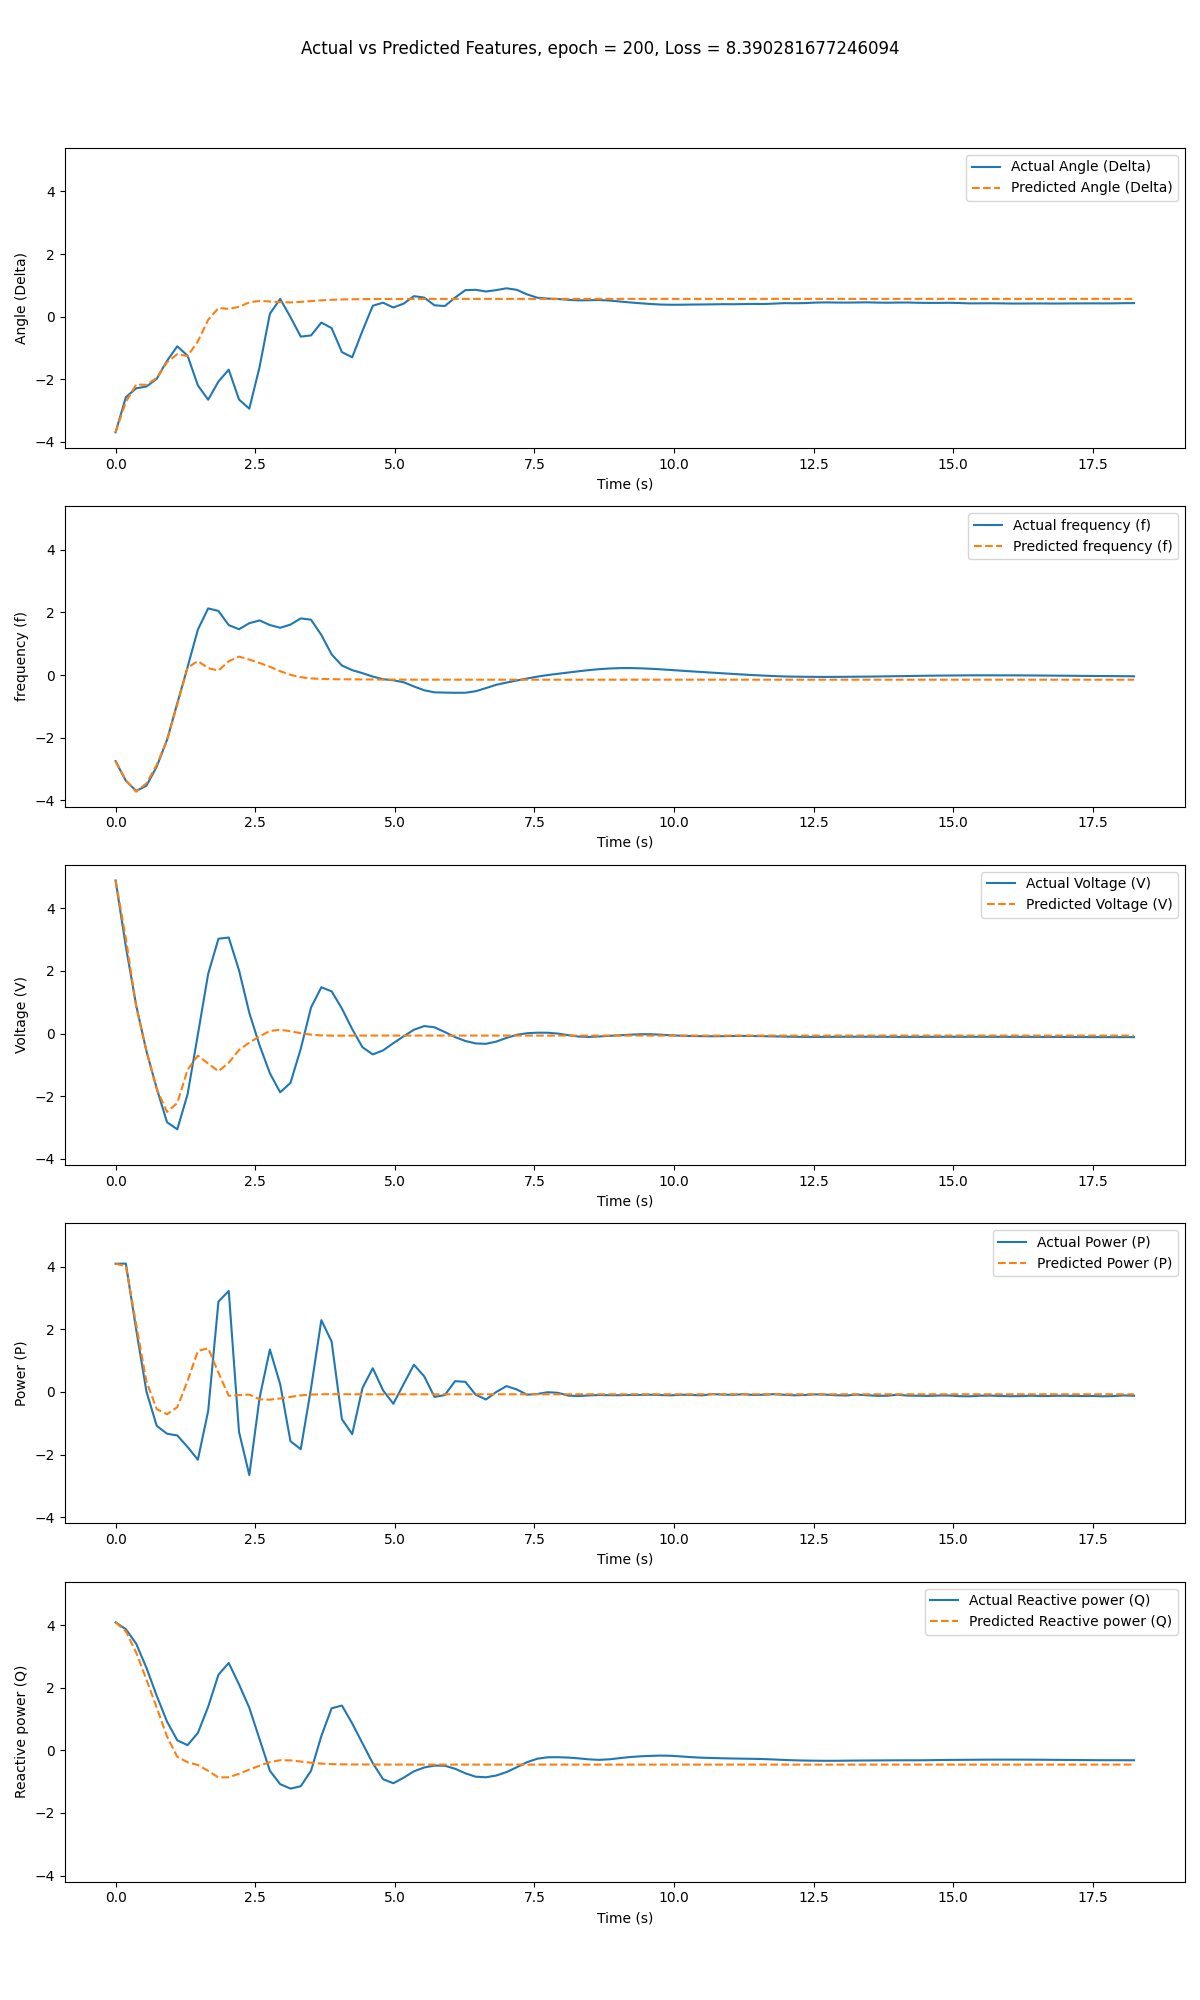 Actual vs Predicted Features, epoch = 200, Loss = 8.390281677246094
Actual Angle (Delta)
Predicted Angle (Delta)
Angle (Delta)
4
2
0
−2
−4
0.0 2.5 5.0 7.5 10.0 12.5 15.0 17.5
Time (s)
Actual frequency (f)
Predicted frequency (f)
frequency (f)
4
2
0
−2
−4
0.0 2.5 5.0 7.5 10.0 12.5 15.0 17.5
Time (s)
Actual Voltage (V)
Predicted Voltage (V)
Voltage (V)
4
2
0
−2
−4
0.0 2.5 5.0 7.5 10.0 12.5 15.0 17.5
Time (s)
Actual Power (P)
Predicted Power (P)
Power (P)
4
2
0
−2
−4
0.0 2.5 5.0 7.5 10.0 12.5 15.0 17.5
Time (s)
Actual Reactive power (Q)
Predicted Reactive power (Q)
Reactive power (Q)
4
2
0
−2
−4
0.0 2.5 5.0 7.5 10.0 12.5 15.0 17.5
Time (s)